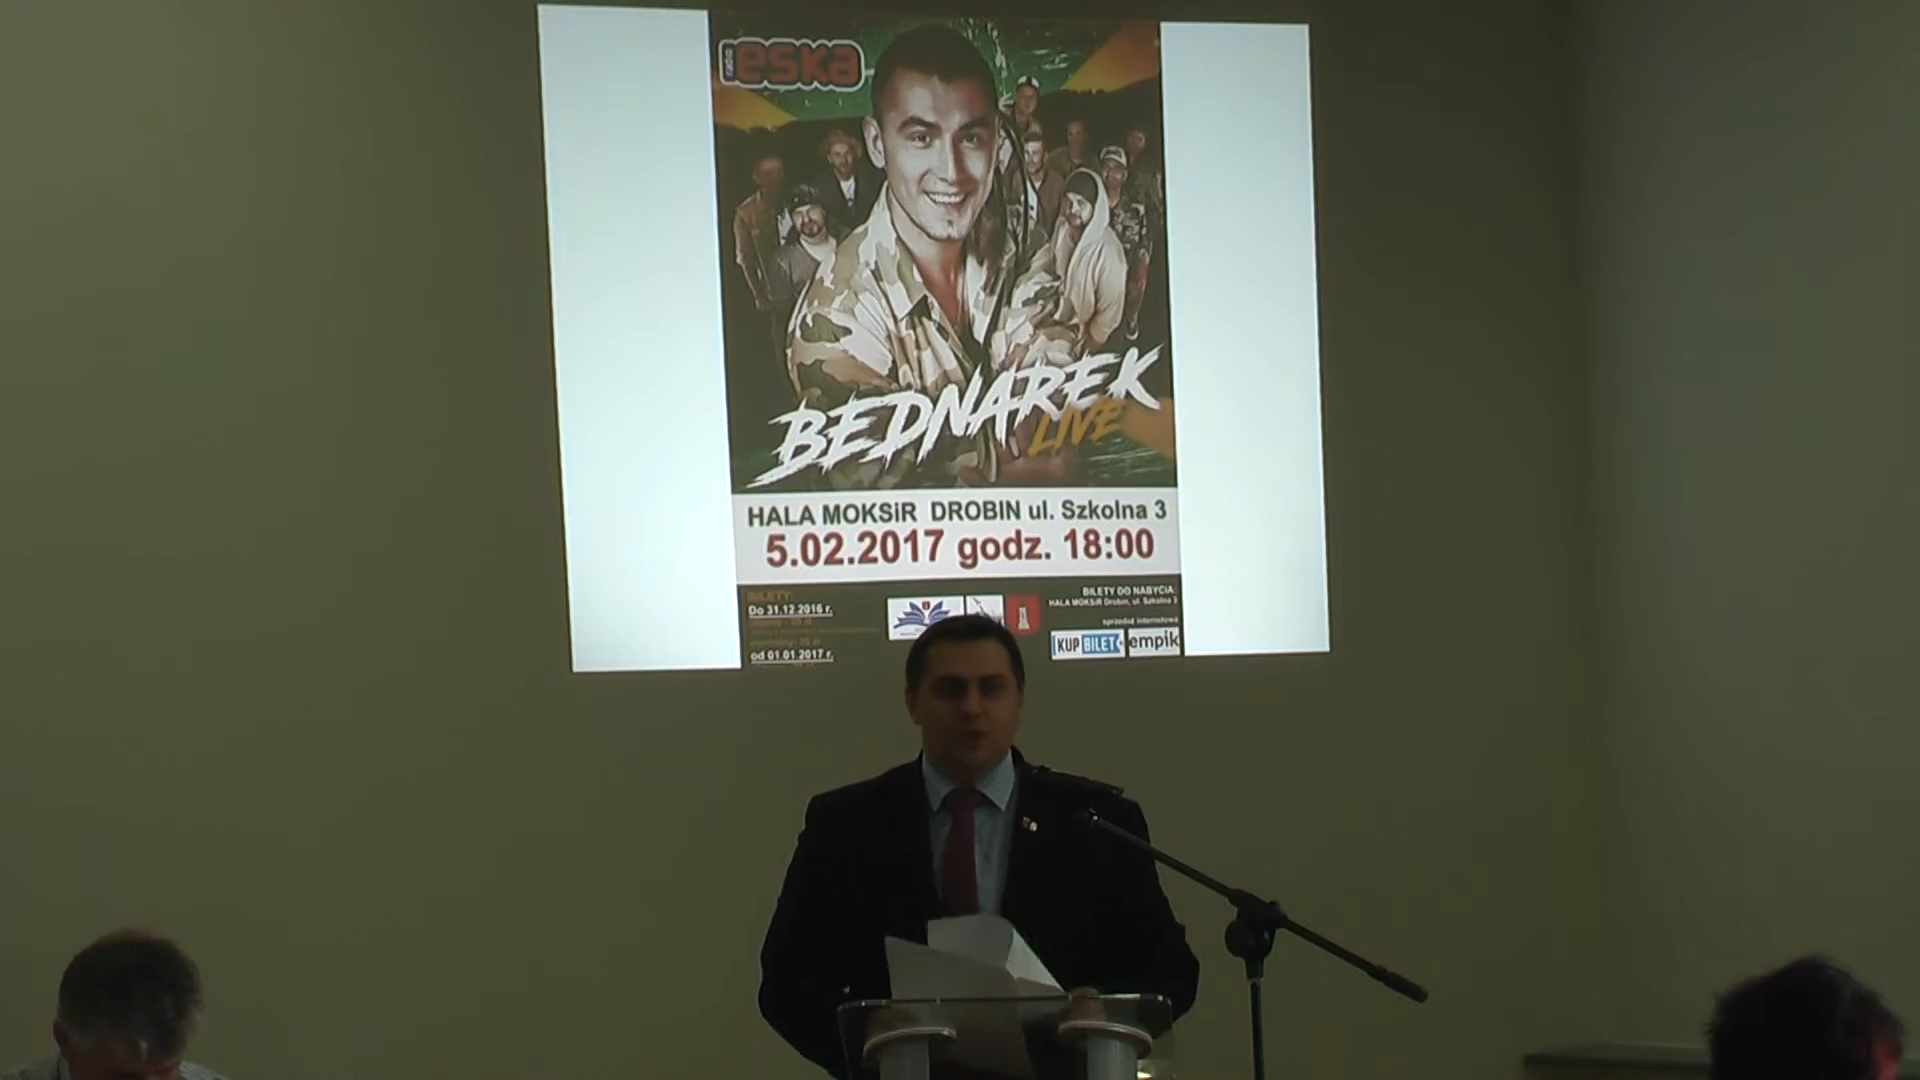 radio eska
BEDNAREK
LIVE
HALA MOKSiR DROBIN ul. Szkolna 3
5.02.2017 godz. 18:00
BILETY:
Do 31.12.2016 r.
od 01.01.2017 r.
BILETY DO NABYCIA:
HALA MOKSiR Drobin, ul. Szkolna 3
sprzedaż internetowa
KUP BILET
empik